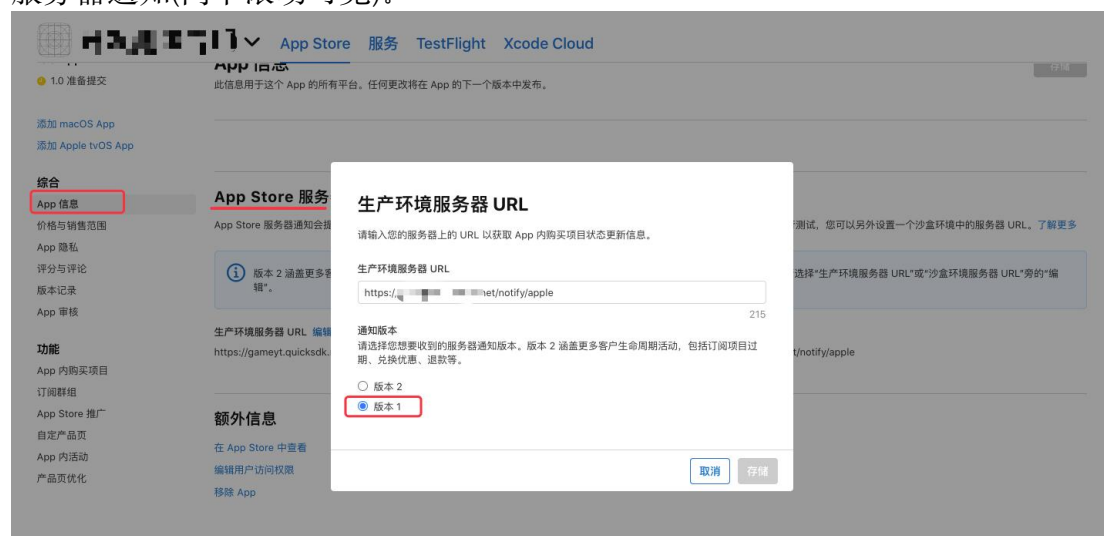 服务器通知(向下滚动可见)。
App Store 服务 TestFlight Xcode Cloud
1.0 准备提交
App 信息
存储
此信息用于这个 App 的所有平台。任何更改将在 App 的下一个版本中发布。
添加 macOS App
添加 Apple tvOS App
综合
App 信息
价格与销售范围
App 隐私
评分与评论
版本记录
App 审核
功能
App 内购买项目
订阅群组
App Store 推广
自定产品页
App 内活动
产品页优化
App Store 服务
App Store 服务器通知会提
测试，您可以另外设置一个沙盒环境中的服务器 URL。了解更多
版本 2 涵盖更多客
选择“生产环境服务器 URL”或“沙盒环境服务器 URL”旁的“编
辑”。
生产环境服务器 URL 编辑
https://gameyt.quicksdk.
t/notify/apple
额外信息
在 App Store 中查看
编辑用户访问权限
移除 App
生产环境服务器 URL
请输入您的服务器上的 URL 以获取 App 内购买项目状态更新信息。
生产环境服务器 URL
https:/ net/notify/apple
215
通知版本
请选择您想要收到的服务器通知版本。版本 2 涵盖更多客户生命周期活动，包括订阅项目过
期、兑换优惠、退款等。
版本 2
版本 1
取消 存储